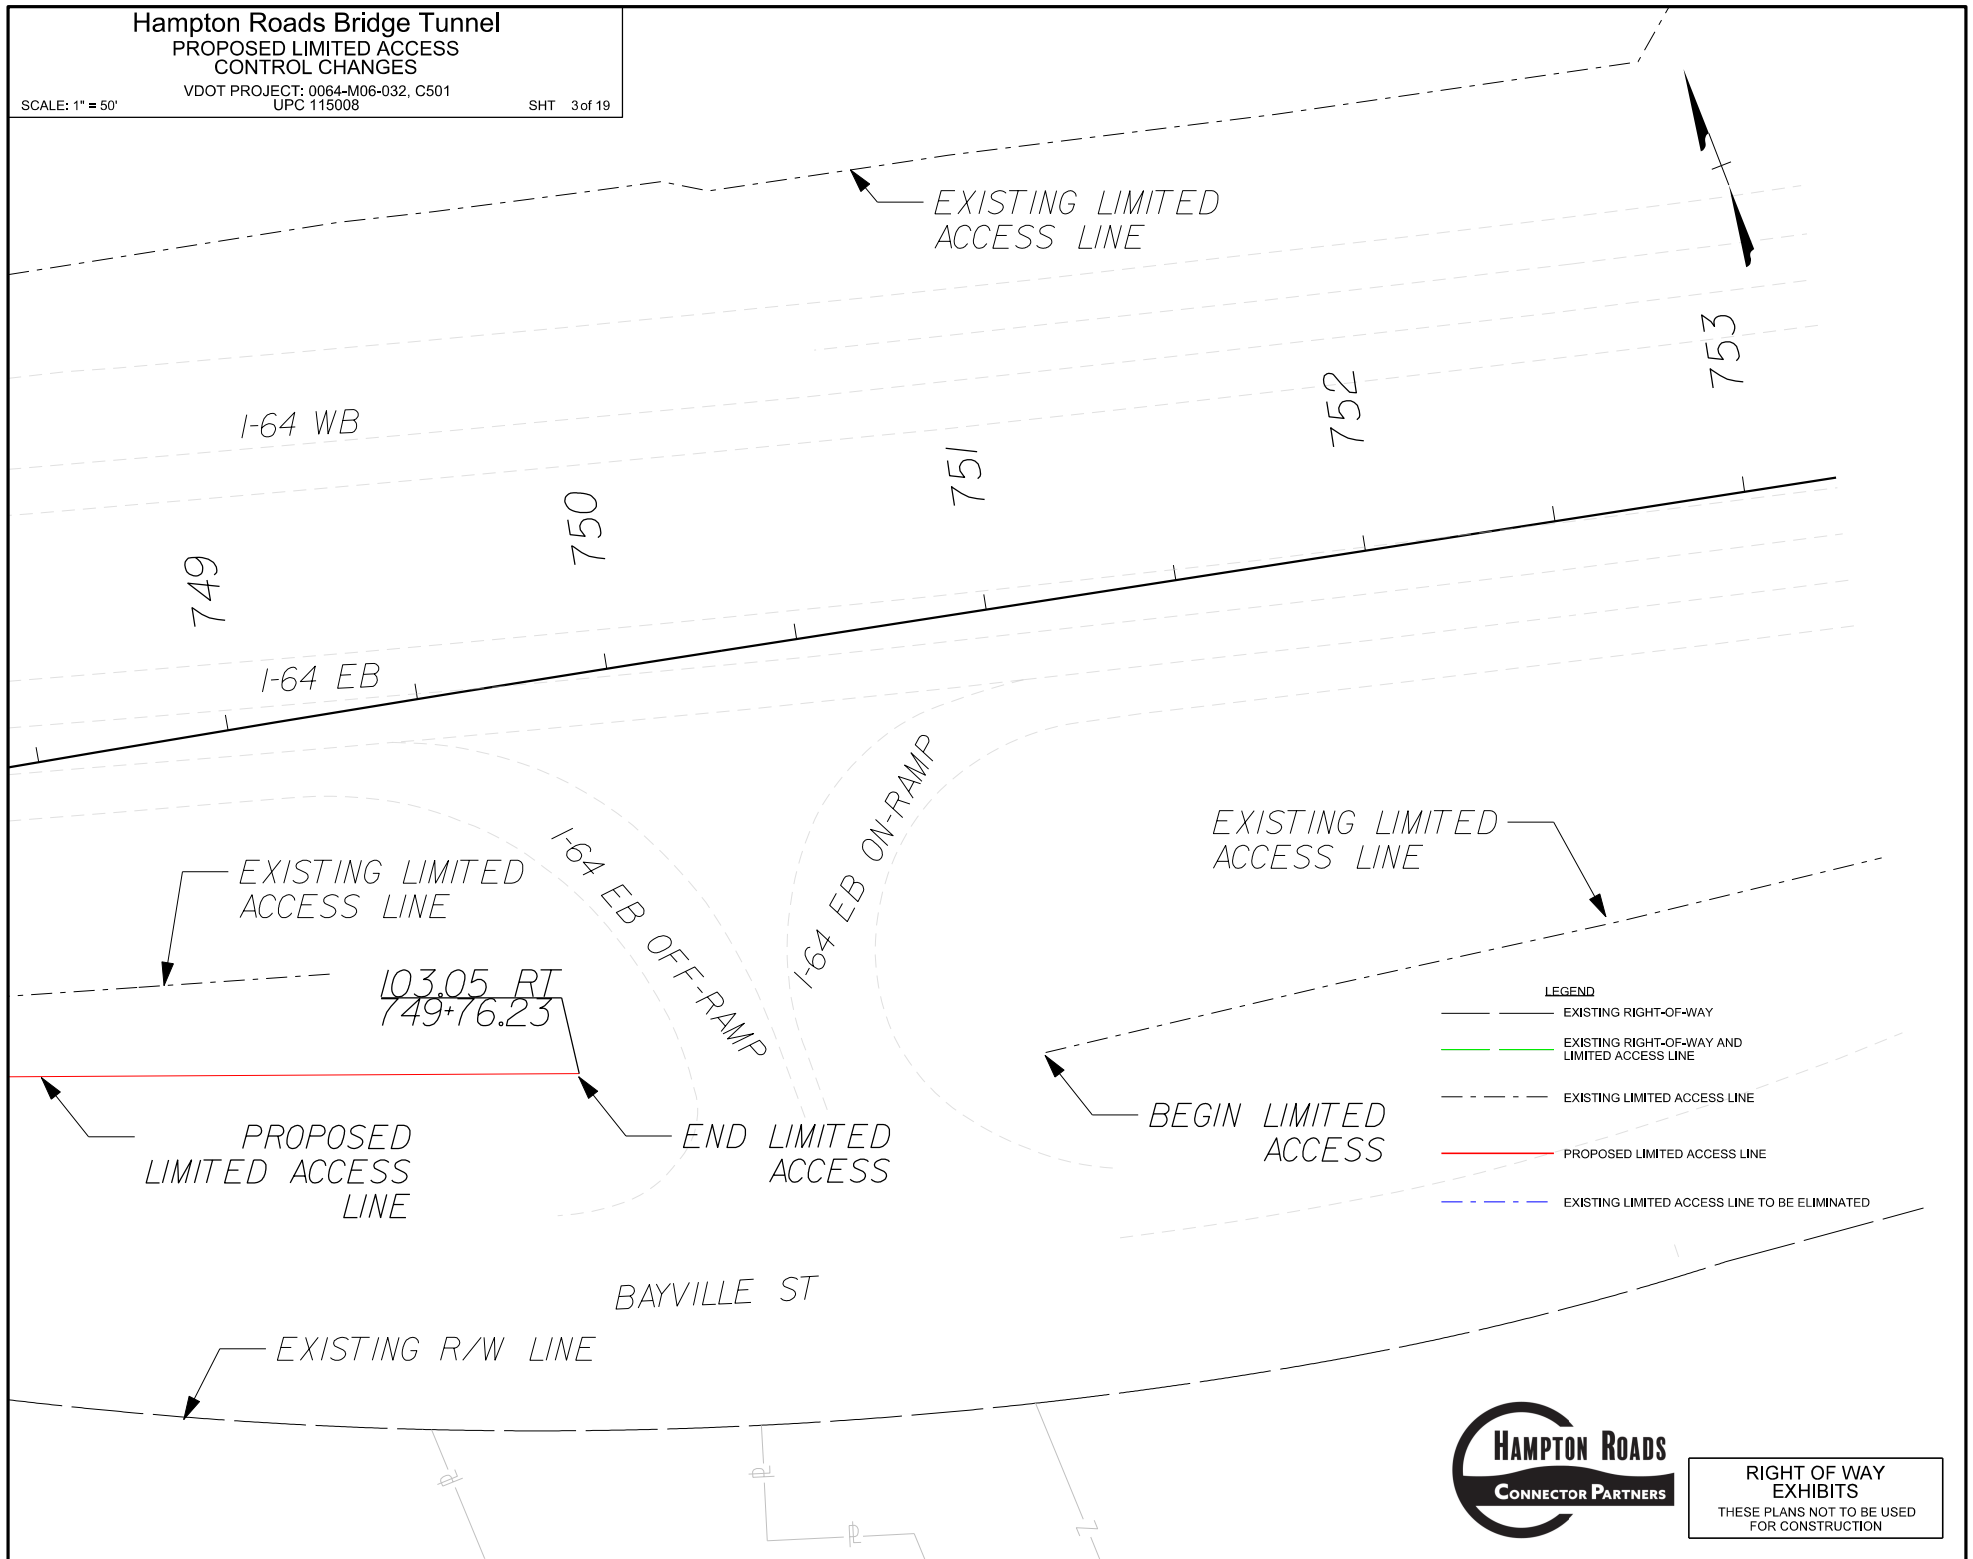 Hampton Roads Bridge Tunnel
PROPOSED LIMITED ACCESS
CONTROL CHANGES
VDOT PROJECT: 0064-M06-032, C501
SCALE: 1" = 50' UPC 115008 SHT 3 of 19
EXISTING LIMITED
ACCESS LINE
I-64 WB
749
750
751
752
753
I-64 EB
I-64 EB OFF-RAMP
I-64 EB ON-RAMP
EXISTING LIMITED
ACCESS LINE
EXISTING LIMITED
ACCESS LINE
103.05 RT
749+76.23
PROPOSED
LIMITED ACCESS
LINE
END LIMITED
ACCESS
BEGIN LIMITED
ACCESS
LEGEND
EXISTING RIGHT-OF-WAY
EXISTING RIGHT-OF-WAY AND
LIMITED ACCESS LINE
EXISTING LIMITED ACCESS LINE
PROPOSED LIMITED ACCESS LINE
EXISTING LIMITED ACCESS LINE TO BE ELIMINATED
BAYVILLE ST
EXISTING R/W LINE
PL
PL
PL
HAMPTON ROADS
CONNECTOR PARTNERS
RIGHT OF WAY
EXHIBITS
THESE PLANS NOT TO BE USED
FOR CONSTRUCTION